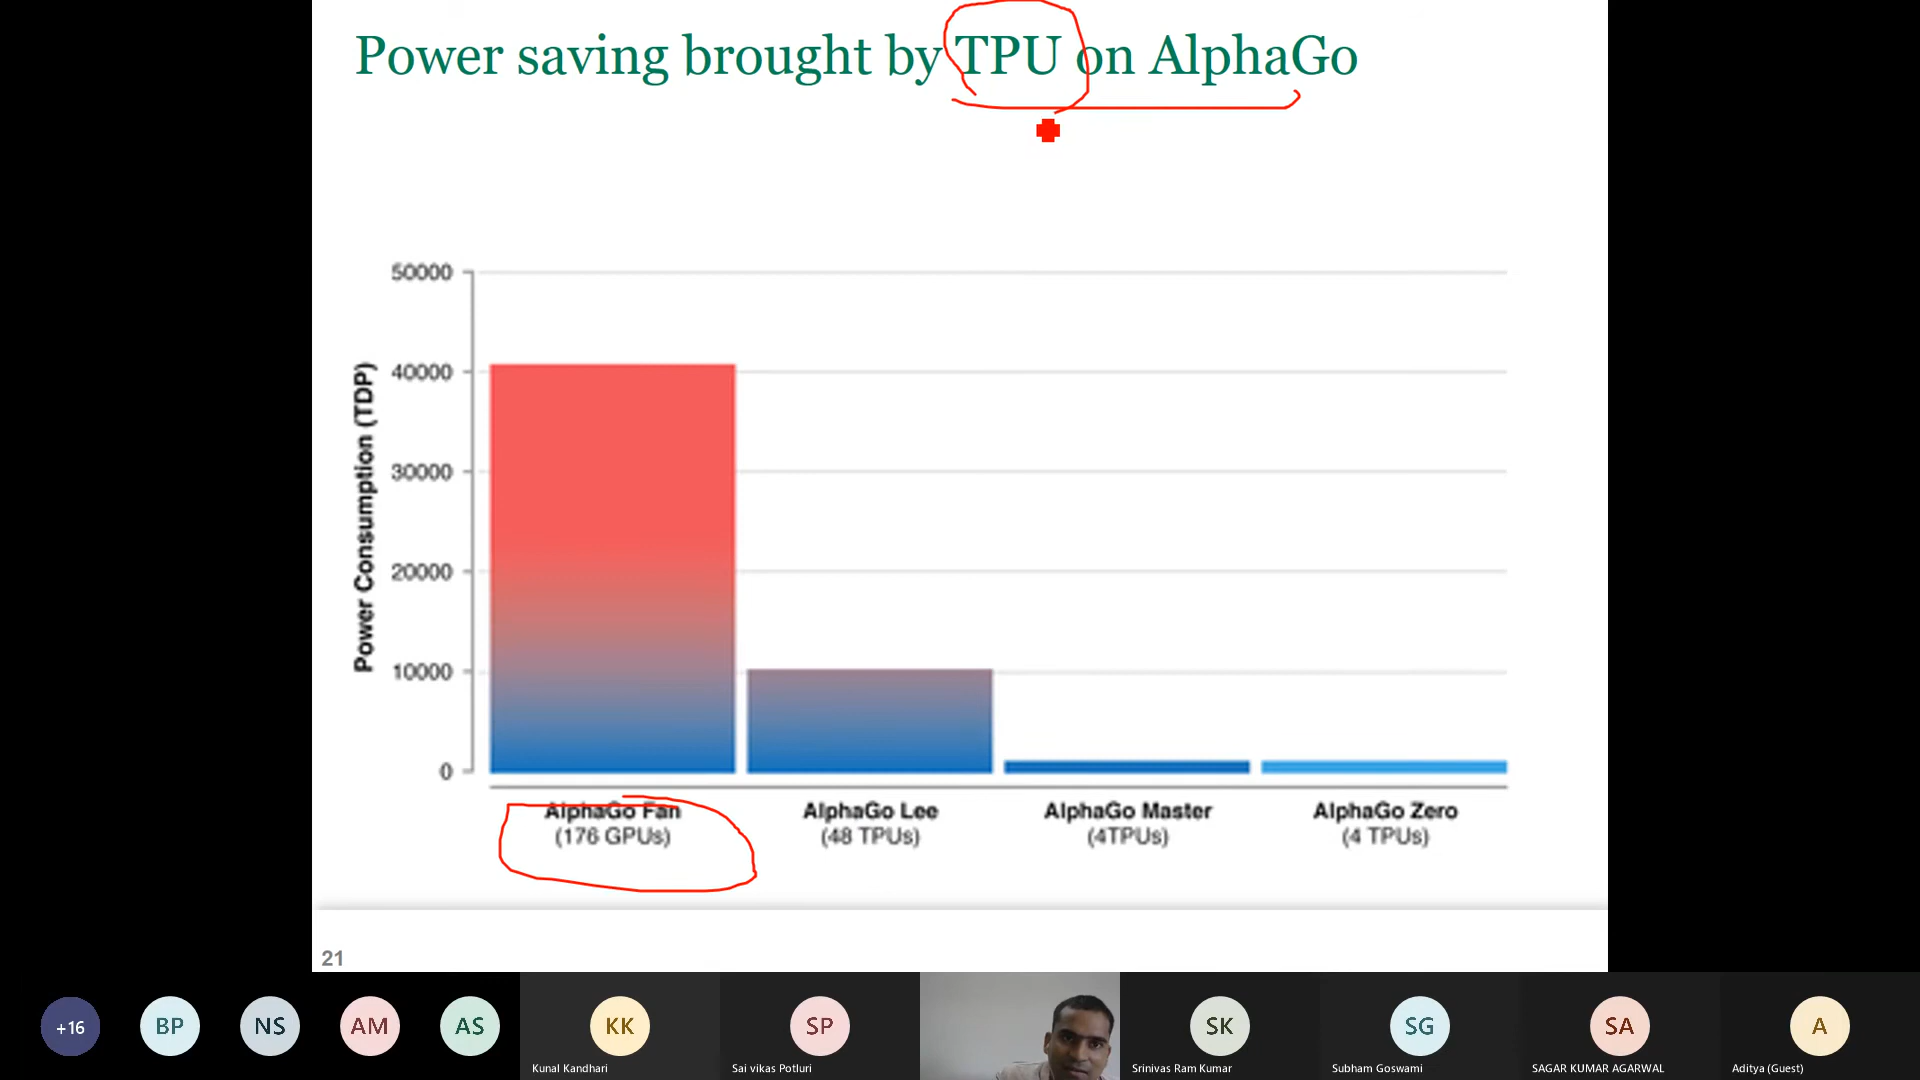 Power saving brought by TPU on AlphaGo
50000
40000
30000
20000
10000
0
Power Consumption (TDP)
AlphaGo Fan
(176 GPUs)
AlphaGo Lee
(48 TPUs)
AlphaGo Master
(4TPUs)
AlphaGo Zero
(4 TPUs)
21
+16
BP
NS
AM
AS
KK
Kunal Kandhari
SP
Sai vikas Potluri
SK
Srinivas Ram Kumar
SG
Subham Goswami
SA
SAGAR KUMAR AGARWAL
A
Aditya (Guest)